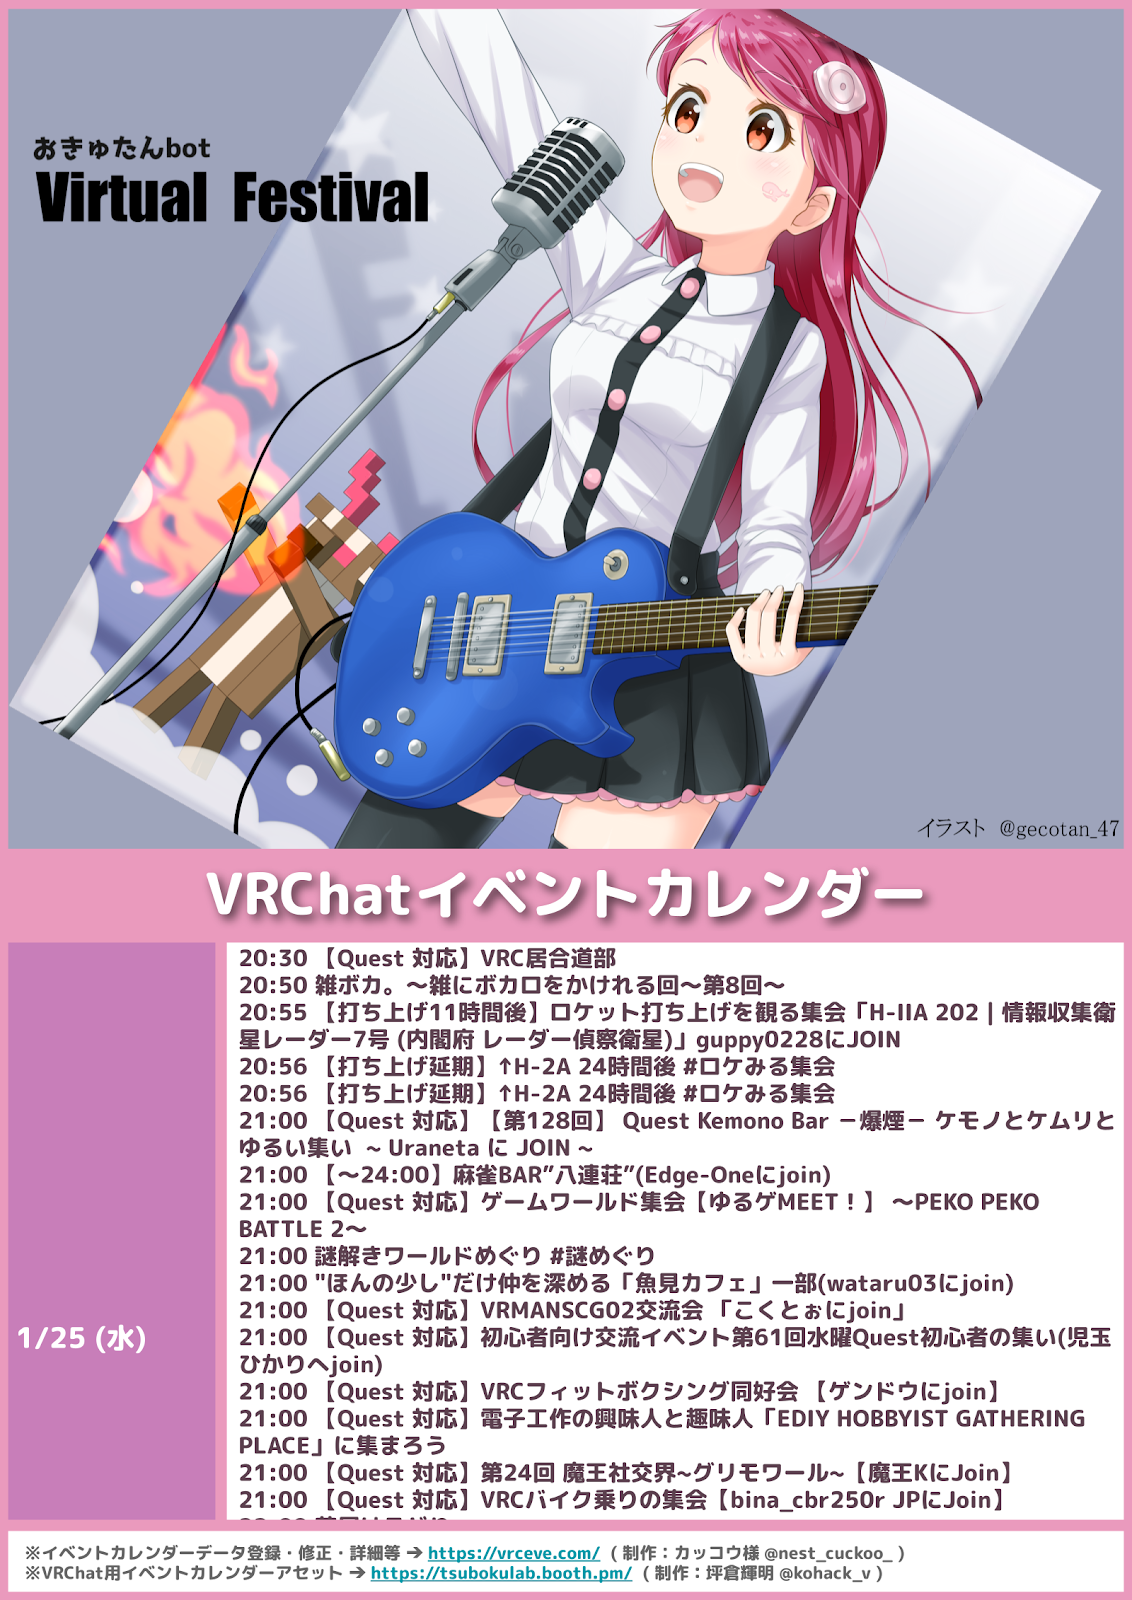 おきゅたんbot
Virtual Festival
イラスト @gecotan_47
VRChatイベントカレンダー
1/25 (水)
20:30 【Quest 対応】VRC居合道部
20:50 雑ボカ。～雑にボカロをかけれる回～第8回～
20:55 【打ち上げ11時間後】ロケット打ち上げを観る集会「H-IIA 202 | 情報収集衛
星レーダー7号 (内閣府 レーダー偵察衛星)」guppy0228にJOIN
20:56 【打ち上げ延期】↑H-2A 24時間後 #ロケみる集会
20:56 【打ち上げ延期】↑H-2A 24時間後 #ロケみる集会
21:00 【Quest 対応】【第128回】 Quest Kemono Bar －爆煙－ ケモノとケムリと
ゆるい集い ～ Uraneta に JOIN ～
21:00 【～24:00】麻雀BAR”八連荘”(Edge-Oneにjoin)
21:00 【Quest 対応】ゲームワールド集会【ゆるゲMEET！】 ～PEKO PEKO
BATTLE 2～
21:00 謎解きワールドめぐり #謎めぐり
21:00 "ほんの少し"だけ仲を深める「魚見カフェ」一部(wataru03にjoin)
21:00 【Quest 対応】VRMANSCG02交流会 「こくとぉにjoin」
21:00 【Quest 対応】初心者向け交流イベント第61回水曜Quest初心者の集い(児玉
ひかりへjoin)
21:00 【Quest 対応】VRCフィットボクシング同好会 【ゲンドウにjoin】
21:00 【Quest 対応】電子工作の興味人と趣味人「EDIY HOBBYIST GATHERING
PLACE」に集まろう
21:00 【Quest 対応】第24回 魔王社交界~グリモワール~【魔王KにJoin】
21:00 【Quest 対応】VRCバイク乗りの集会【bina_cbr250r JPにJoin】
※イベントカレンダーデータ登録・修正・詳細等 ➔ https://vrceve.com/ ( 制作：カッコウ様 @nest_cuckoo_ )
※VRChat用イベントカレンダーアセット ➔ https://tsubokulab.booth.pm/ ( 制作：坪倉輝明 @kohack_v )